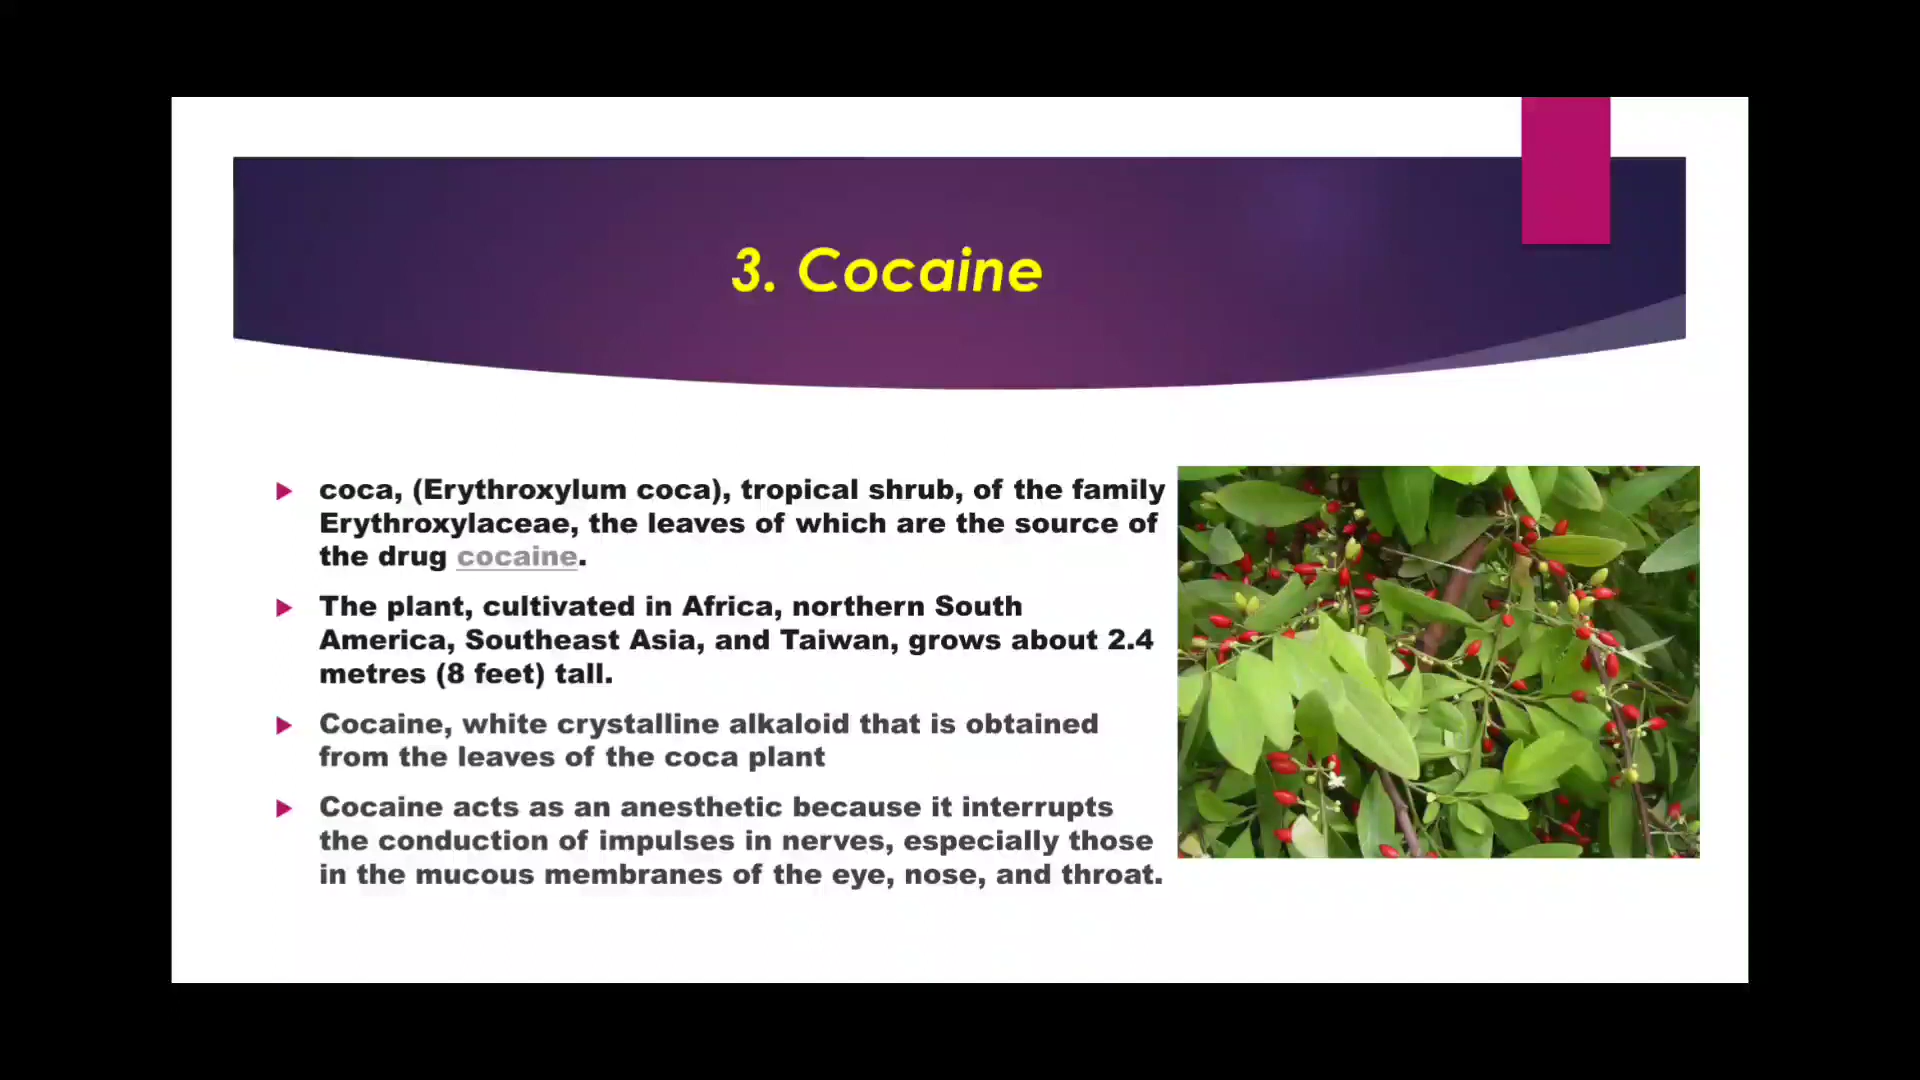 3. Cocaine
coca, (Erythroxylum coca), tropical shrub, of the family
Erythroxylaceae, the leaves of which are the source of
the drug cocaine.
The plant, cultivated in Africa, northern South
America, Southeast Asia, and Taiwan, grows about 2.4
metres (8 feet) tall.
Cocaine, white crystalline alkaloid that is obtained
from the leaves of the coca plant
Cocaine acts as an anesthetic because it interrupts
the conduction of impulses in nerves, especially those
in the mucous membranes of the eye, nose, and throat.